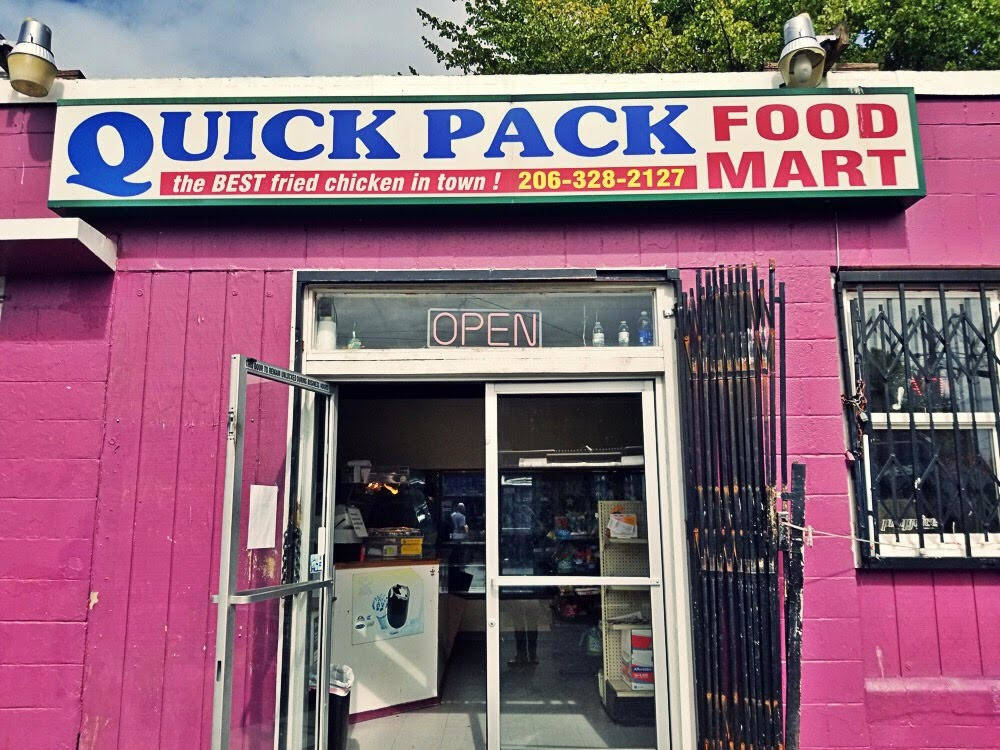 QUICK PACK FOOD MART
the BEST fried chicken in town ! 206-328-2127
OPEN